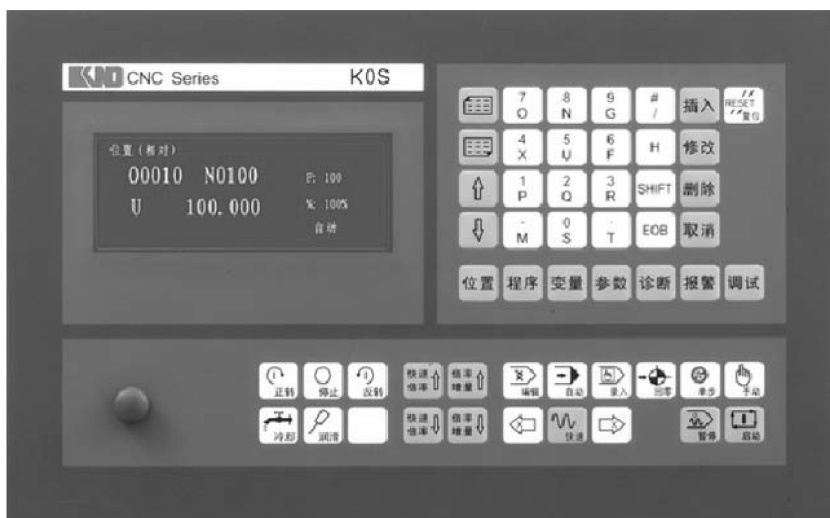 KND CNC Series K0S
位置(相对)
O0010 N0100 F: 100
U 100.000 %: 100%
自动
7 8 9 # 插入 RESET
O N G / 复位
4 5 6 H 修改
X U F
1 2 3 SHIFT 删除
P Q R
- 0 . EOB 取消
M S T
位置 程序 变量 参数 诊断 报警 调试
正转 停止 反转 快速倍率 倍率增量 编辑 自动 录入 回零 单步 手动
冷却 润滑 快速倍率 倍率增量 快速 暂停 启动